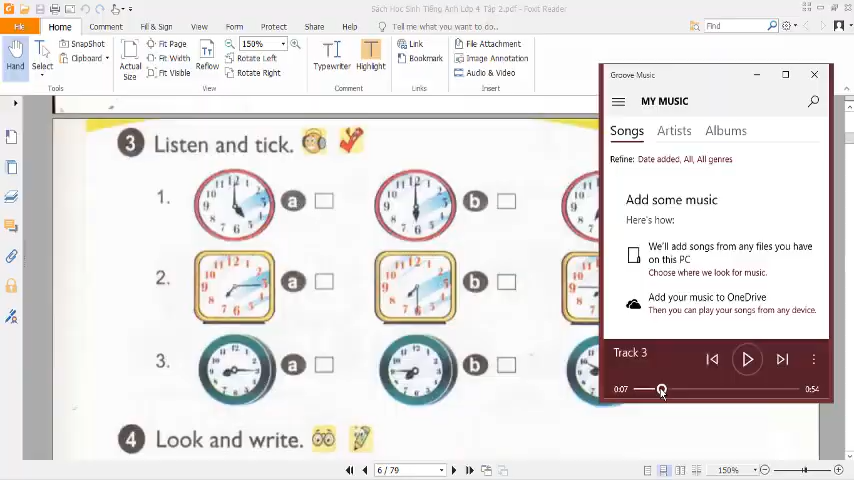 Sách Học Sinh Tiếng Anh Lớp 4 Tập 2.pdf - Foxit Reader
File Home Comment Fill & Sign View Form Protect Share Help Tell me what you want to do... Find
Hand Select SnapShot Clipboard
Actual Size Fit Page Fit Width Fit Visible Reflow 150% Rotate Left Rotate Right
Typewriter Highlight Link Bookmark File Attachment Image Annotation Audio & Video
Tools View Comment Links Insert
3 Listen and tick.
1. a b
2. a b
3. a b
4 Look and write.
Groove Music
MY MUSIC
Songs Artists Albums
Refine: Date added, All, All genres
Add some music
Here's how:
We'll add songs from any files you have
on this PC
Choose where we look for music.
Add your music to OneDrive
Then you can play your songs from any device.
Track 3
0:07 0:54
6 / 79 150%